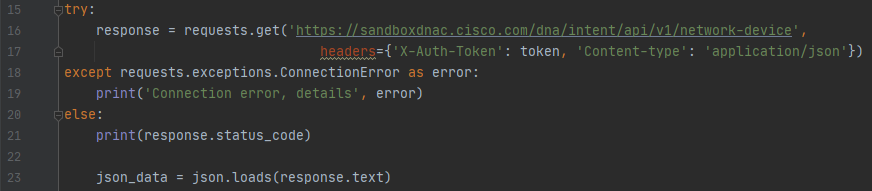 15 try:
16 response = requests.get('https://sandboxdnac.cisco.com/dna/intent/api/v1/network-device',
17 headers={'X-Auth-Token': token, 'Content-type': 'application/json'})
18 except requests.exceptions.ConnectionError as error:
19 print('Connection error, details', error)
20 else:
21 print(response.status_code)
22
23 json_data = json.loads(response.text)